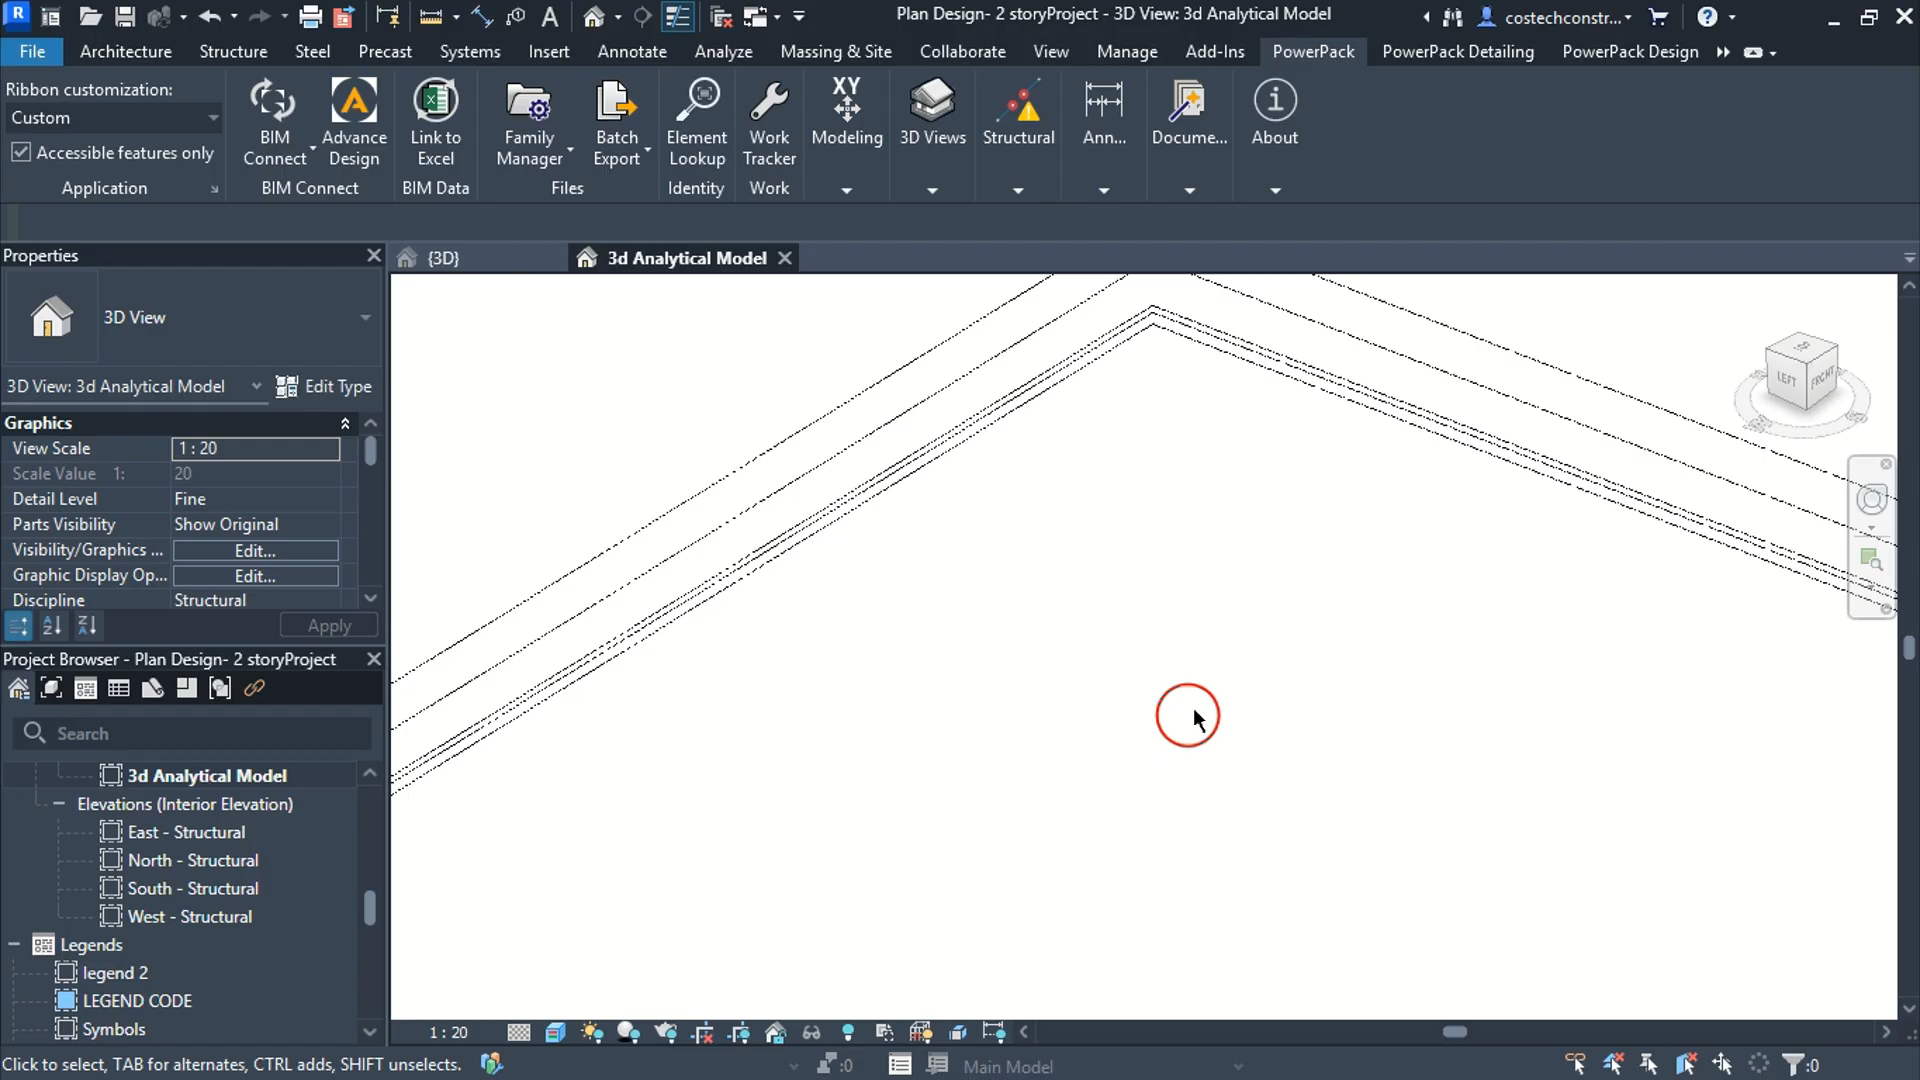 Plan Design- 2 storyProject - 3D View: 3d Analytical Model
costechconstr...
File Architecture Structure Steel Precast Systems Insert Annotate Analyze Massing & Site Collaborate View Manage Add-Ins PowerPack PowerPack Detailing PowerPack Design
Ribbon customization:
Custom
Accessible features only
Application
BIM Connect
Advance Design
BIM Connect
Link to Excel
BIM Data
Family Manager
Batch Export
Files
Element Lookup
Identity
Work Tracker
Work
XY
Modeling
3D Views
Structural
Ann...
Docume...
About
Properties
{3D}
3d Analytical Model
3D View
3D View: 3d Analytical Model
Edit Type
Graphics
View Scale 1 : 20
Scale Value 1: 20
Detail Level Fine
Parts Visibility Show Original
Visibility/Graphics ... Edit...
Graphic Display Op... Edit...
Discipline Structural
Apply
Project Browser - Plan Design- 2 storyProject
Search
3d Analytical Model
Elevations (Interior Elevation)
East - Structural
North - Structural
South - Structural
West - Structural
Legends
legend 2
LEGEND CODE
Symbols
TOP
LEFT
FRONT
1 : 20
Click to select, TAB for alternates, CTRL adds, SHIFT unselects.
:0
Main Model
:0